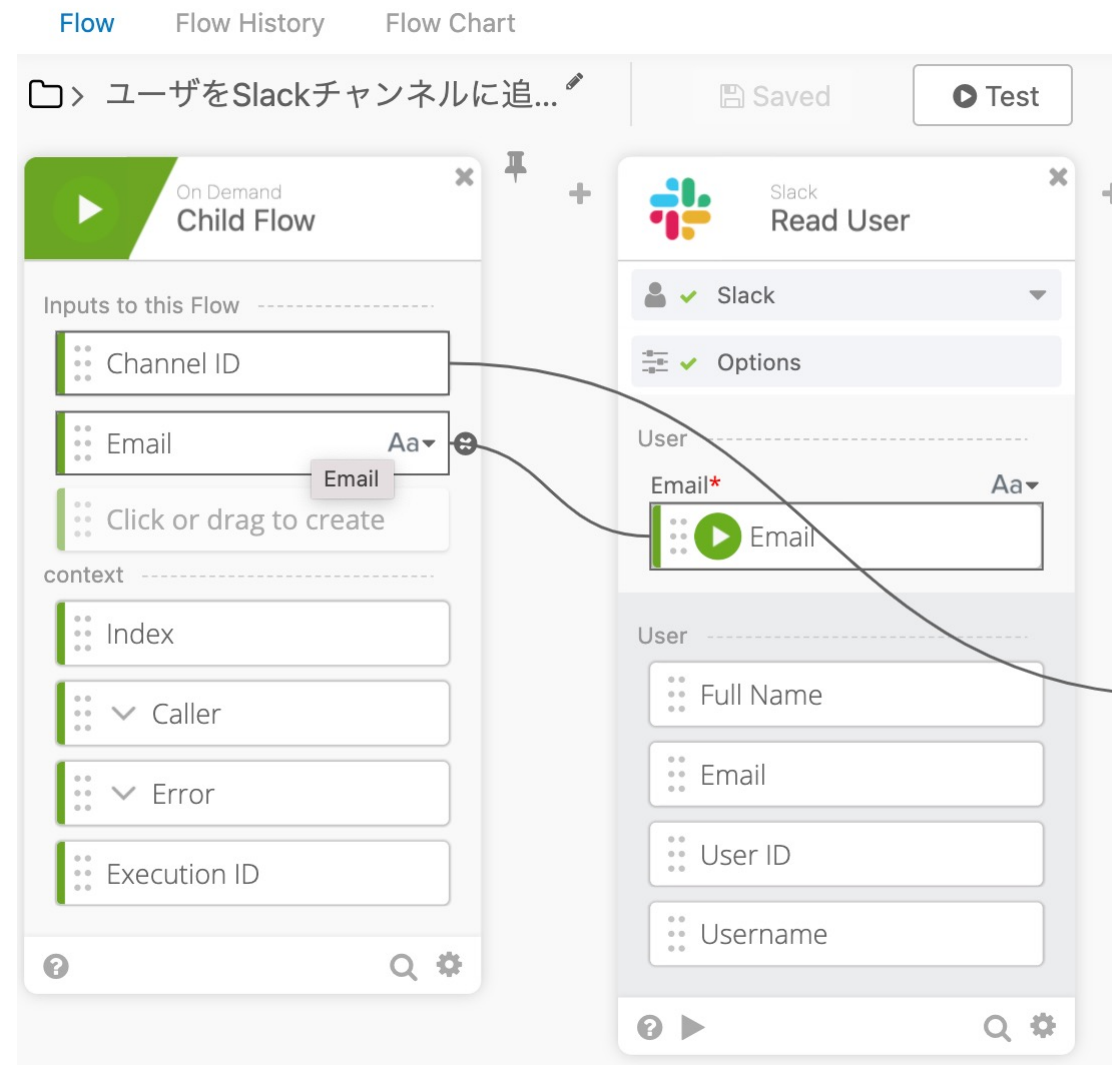 Flow Flow History Flow Chart
ユーザをSlackチャンネルに追...
Saved
Test
On Demand
Child Flow
Inputs to this Flow
Channel ID
Email Aa
Email
Click or drag to create
context
Index
Caller
Error
Execution ID
Slack
Read User
Slack
Options
User
Email* Aa
Email
User
Full Name
Email
User ID
Username